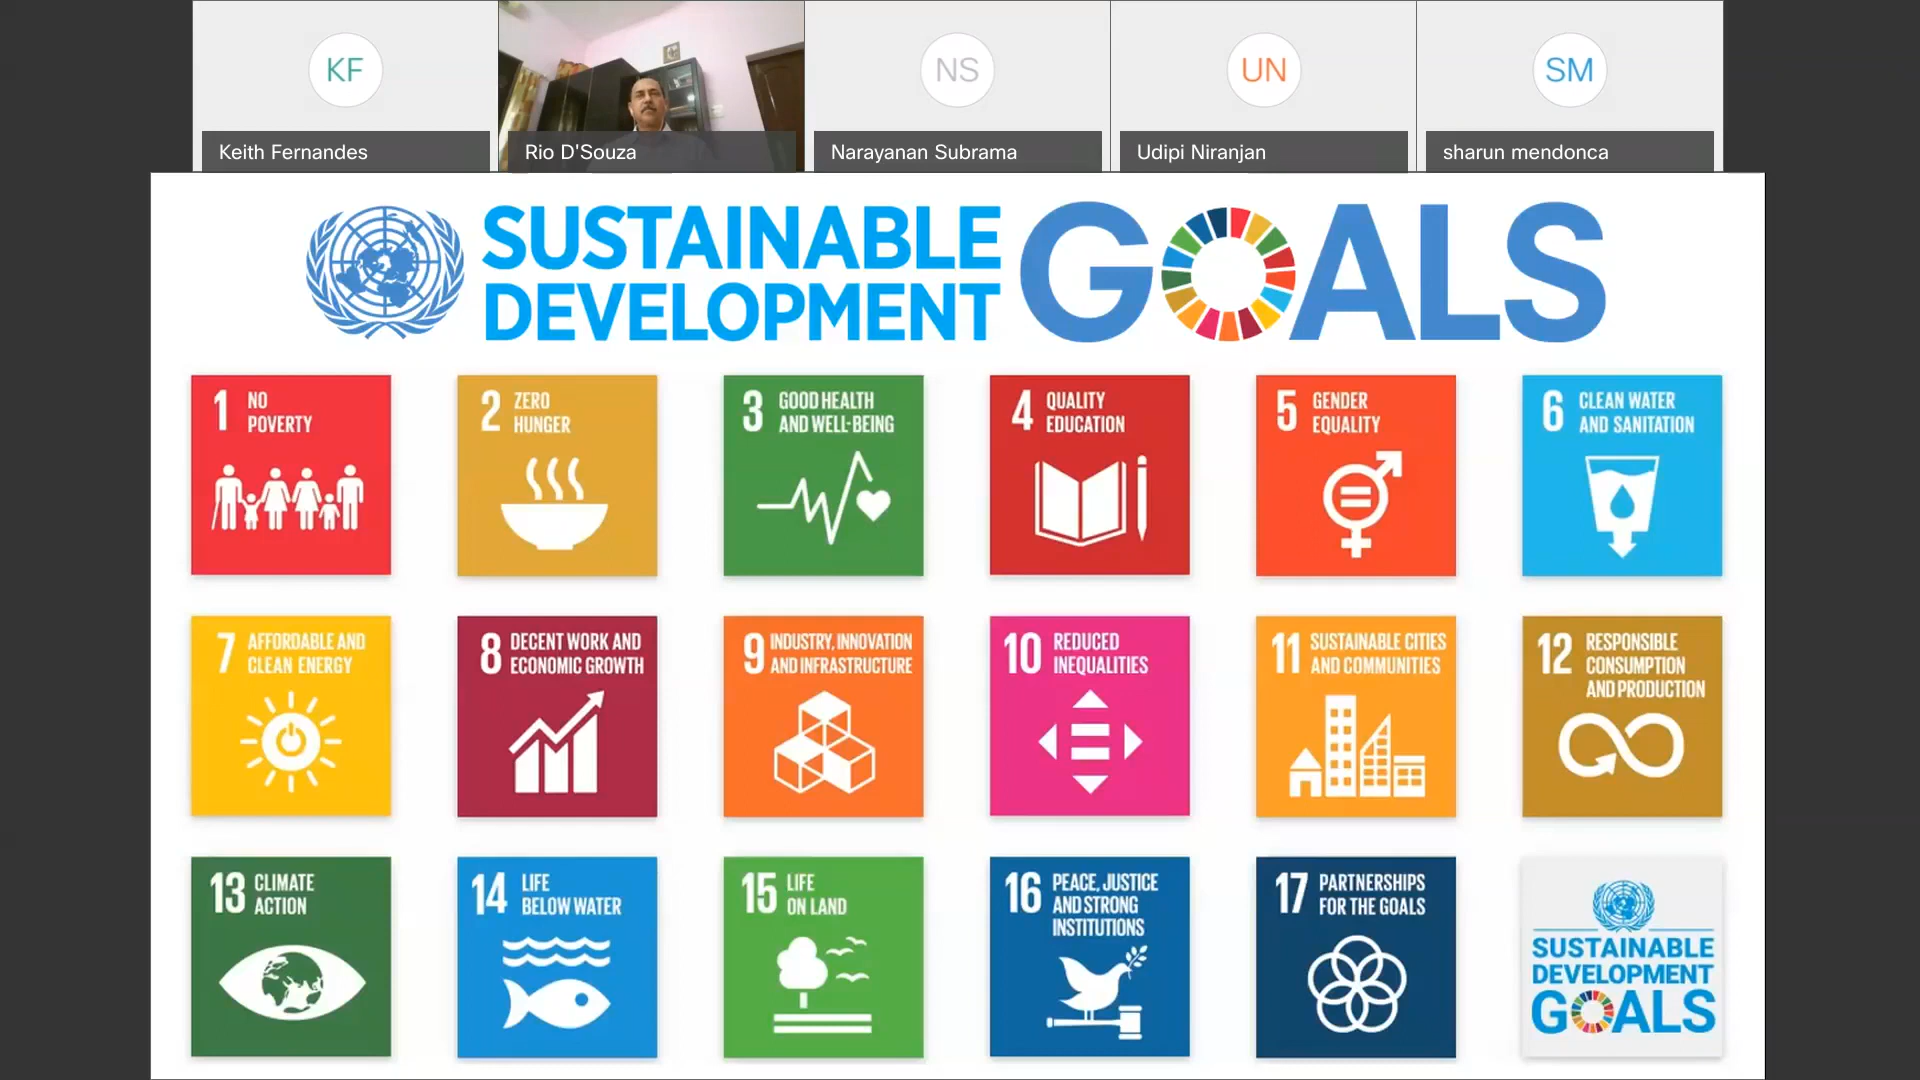 KF
NS
UN
SM
Keith Fernandes
Rio D'Souza
Narayanan Subrama
Udipi Niranjan
sharun mendonca
SUSTAINABLE
DEVELOPMENT
GOALS
1 NO
POVERTY
2 ZERO
HUNGER
3 GOOD HEALTH
AND WELL-BEING
4 QUALITY
EDUCATION
5 GENDER
EQUALITY
6 CLEAN WATER
AND SANITATION
7 AFFORDABLE AND
CLEAN ENERGY
8 DECENT WORK AND
ECONOMIC GROWTH
9 INDUSTRY, INNOVATION
AND INFRASTRUCTURE
10 REDUCED
INEQUALITIES
11 SUSTAINABLE CITIES
AND COMMUNITIES
12 RESPONSIBLE
CONSUMPTION
AND PRODUCTION
13 CLIMATE
ACTION
14 LIFE
BELOW WATER
15 LIFE
ON LAND
16 PEACE, JUSTICE
AND STRONG
INSTITUTIONS
17 PARTNERSHIPS
FOR THE GOALS
SUSTAINABLE
DEVELOPMENT
GOALS